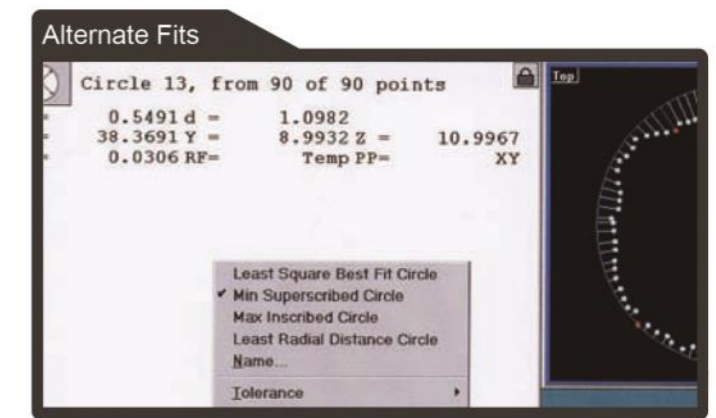 Alternate Fits
Circle 13, from 90 of 90 points
= 0.5491 d = 1.0982
= 38.3691 Y = 8.9932 Z = 10.9967
= 0.0306 RF= Temp PP= XY
Top
Least Square Best Fit Circle
✔ Min Superscribed Circle
Max Inscribed Circle
Least Radial Distance Circle
Name...
Tolerance